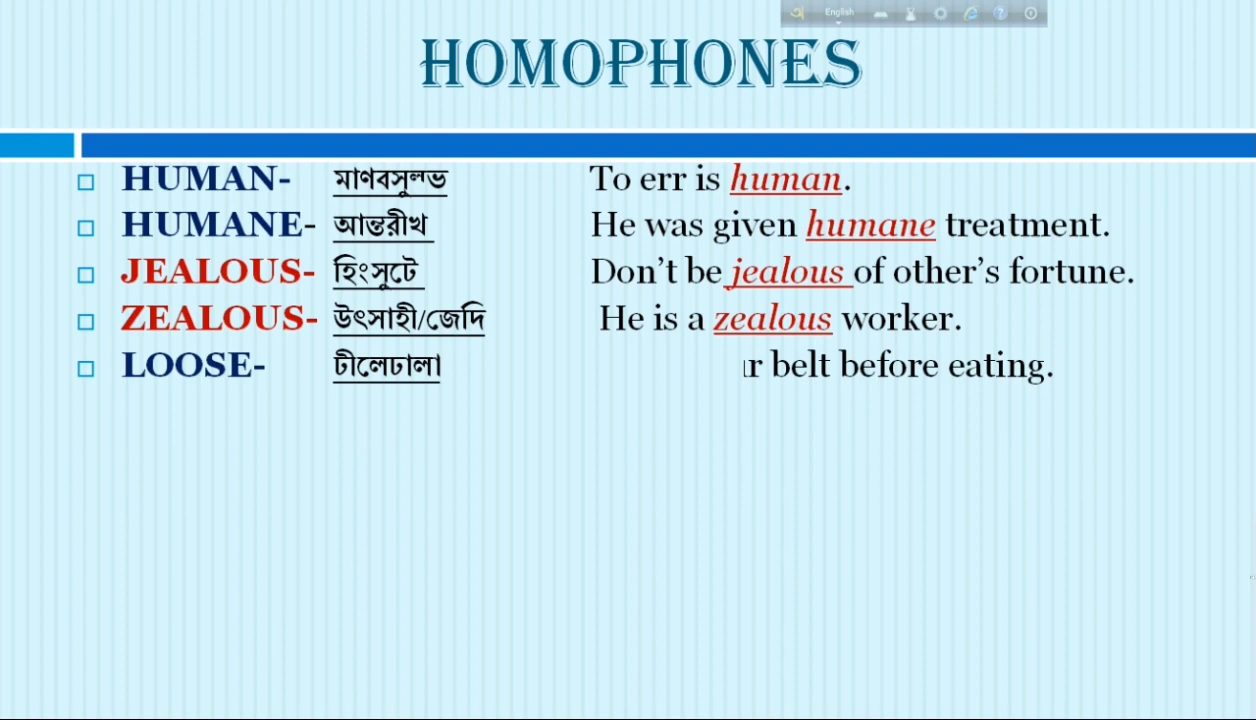 English
HOMOPHONES
HUMAN- মাণবসুলভ To err is human.
HUMANE- আন্তরীখ He was given humane treatment.
JEALOUS- হিংসুটে Don't be jealous of other's fortune.
ZEALOUS- উৎসাহী/জেদি He is a zealous worker.
LOOSE- ঢীলেঢালা belt before eating.